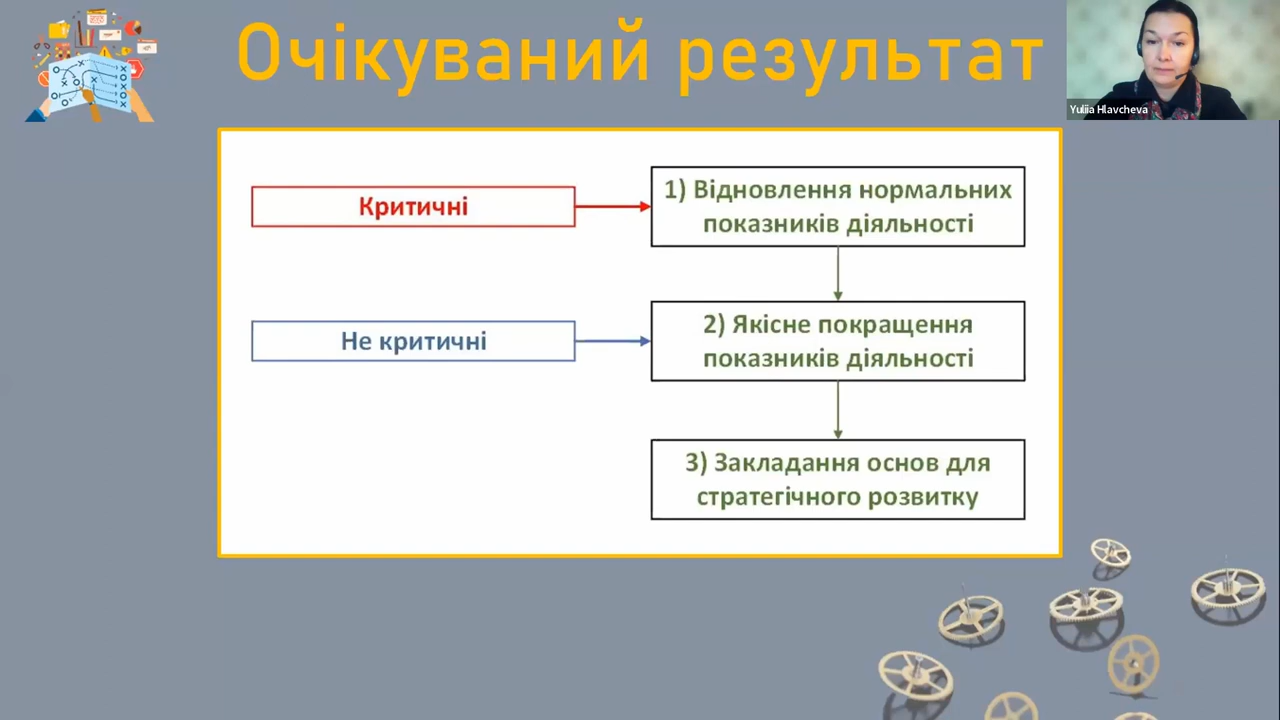 Очікуваний результат
Yuliia Hlavcheva
Критичні
1) Відновлення нормальних
показників діяльності
Не критичні
2) Якісне покращення
показників діяльності
3) Закладання основ для
стратегічного розвитку